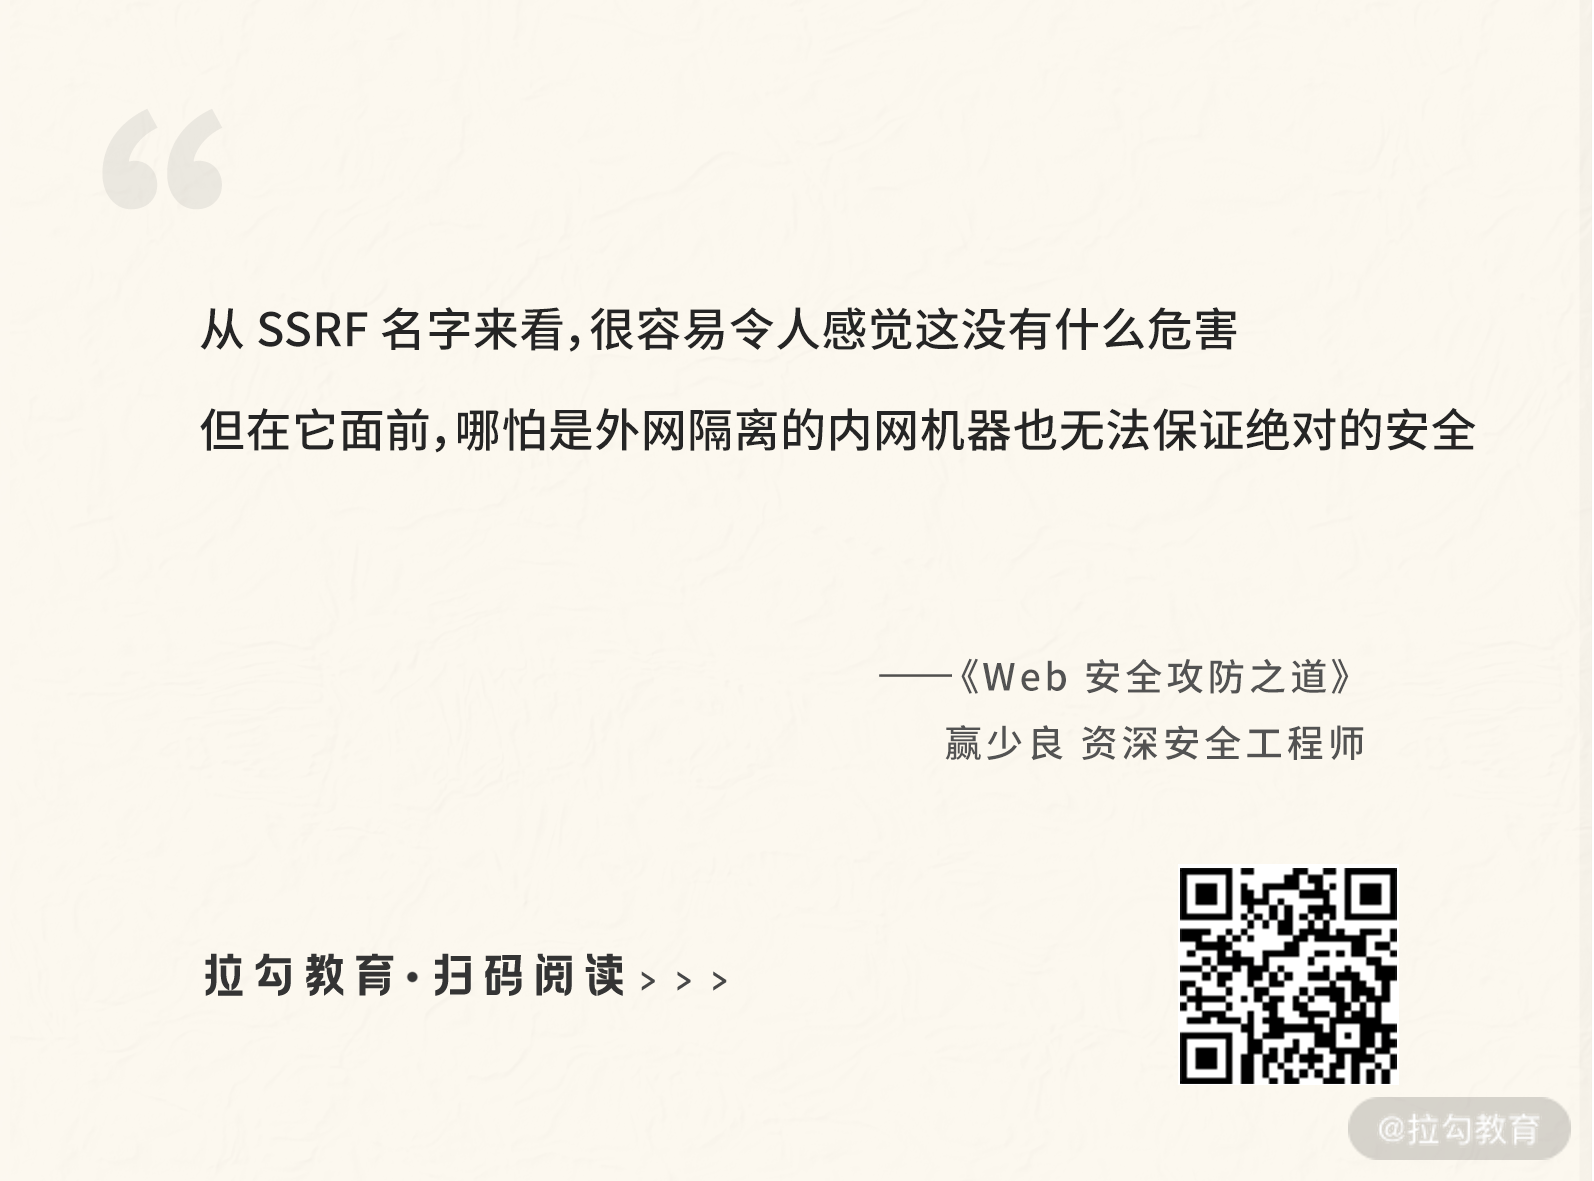 “
从 SSRF 名字来看，很容易令人感觉这没有什么危害
但在它面前，哪怕是外网隔离的内网机器也无法保证绝对的安全
——《Web 安全攻防之道》
赢少良 资深安全工程师
拉勾教育·扫码阅读 > > >
@拉勾教育